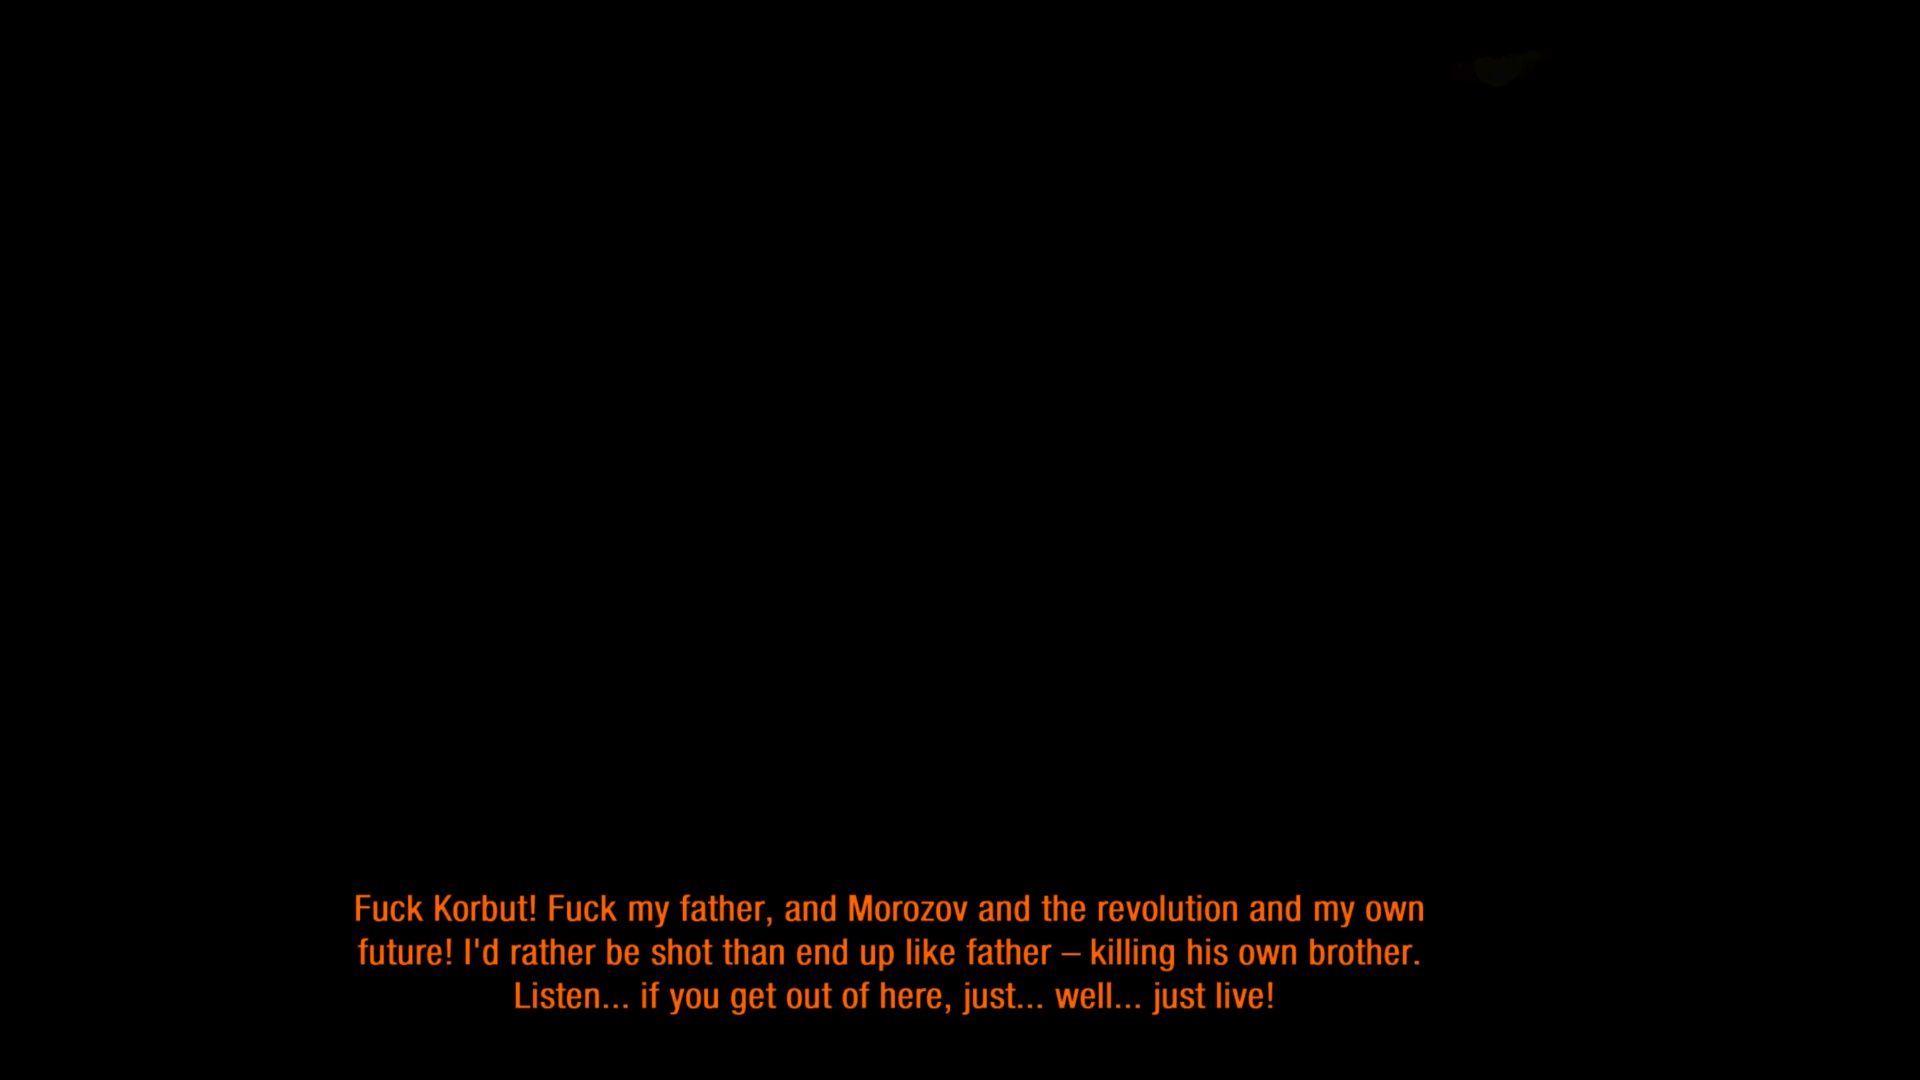 Fuck Korbut! Fuck my father, and Morozov and the revolution and my own
future! I'd rather be shot than end up like father – killing his own brother.
Listen... if you get out of here, just... well... just live!